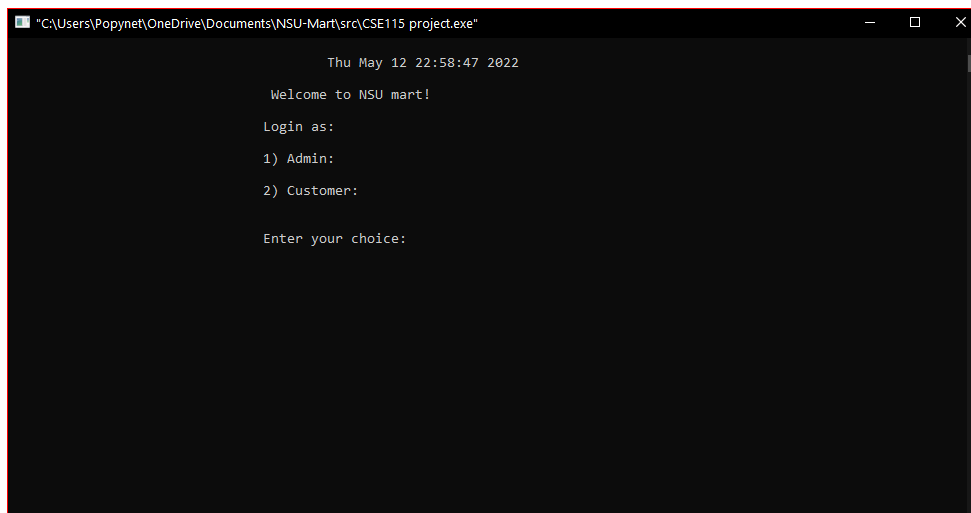 "C:\Users\Popynet\OneDrive\Documents\NSU-Mart\src\CSE115 project.exe"
Thu May 12 22:58:47 2022
Welcome to NSU mart!
Login as:
1) Admin:
2) Customer:
Enter your choice: